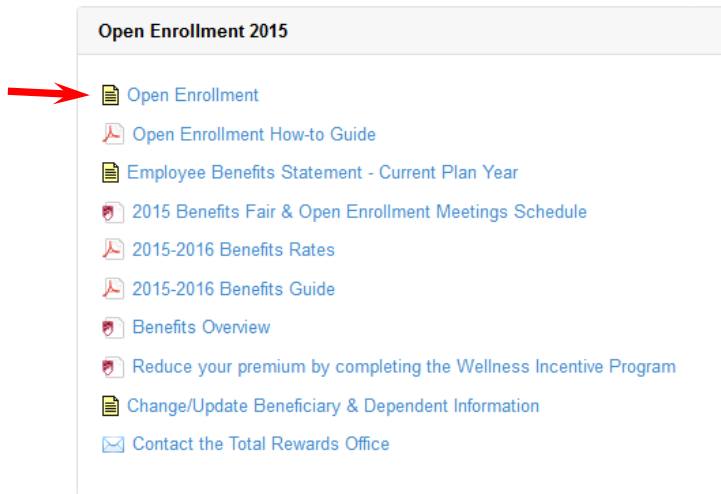 Open Enrollment 2015
Open Enrollment
Open Enrollment How-to Guide
Employee Benefits Statement - Current Plan Year
2015 Benefits Fair & Open Enrollment Meetings Schedule
2015-2016 Benefits Rates
2015-2016 Benefits Guide
Benefits Overview
Reduce your premium by completing the Wellness Incentive Program
Change/Update Beneficiary & Dependent Information
Contact the Total Rewards Office